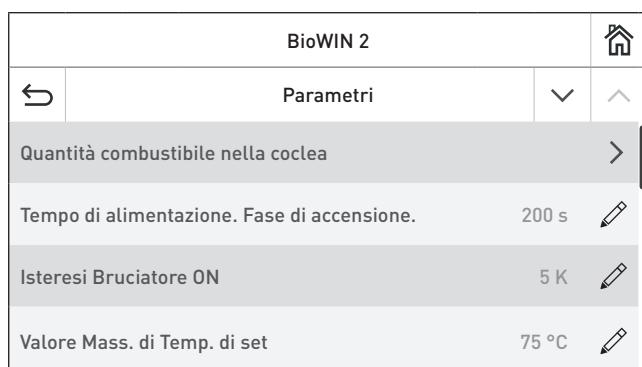 BioWIN 2
Parametri
Quantità combustibile nella coclea
Tempo di alimentazione. Fase di accensione. 200 s
Isteresi Bruciatore ON 5 K
Valore Mass. di Temp. di set 75 °C